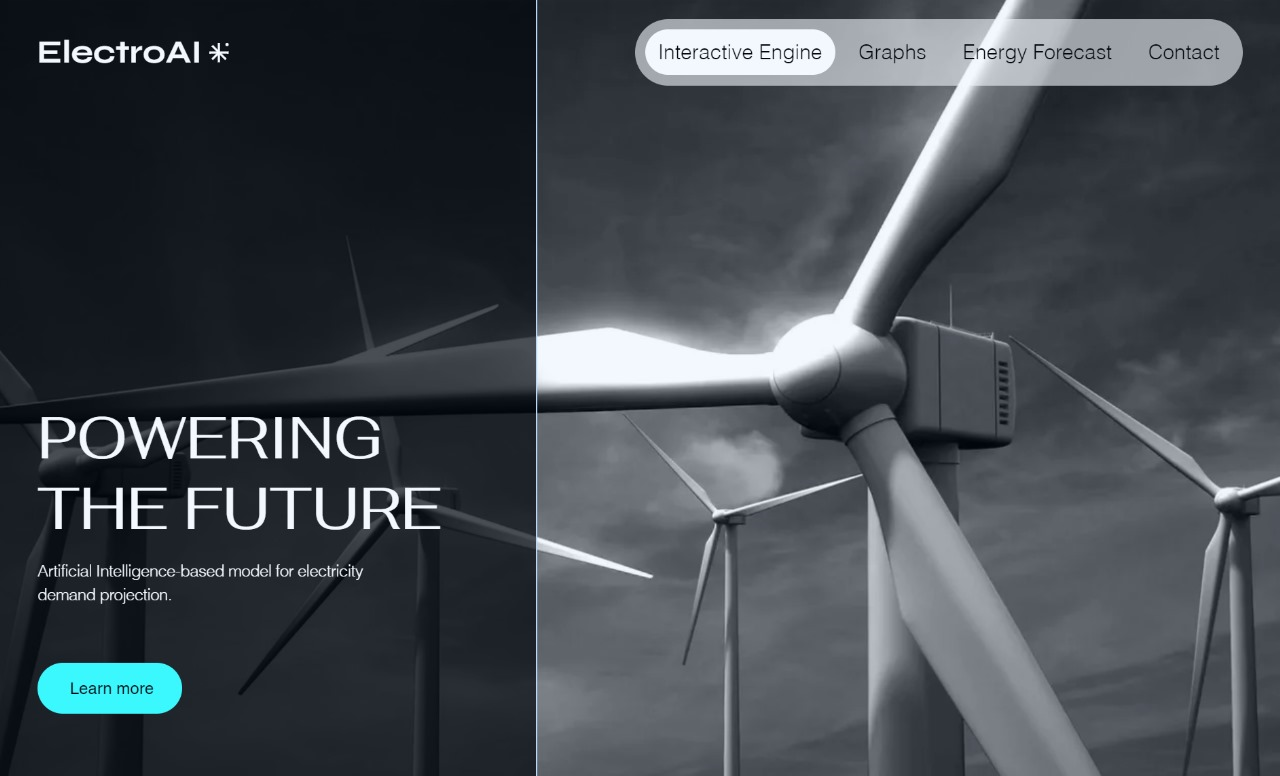 ElectroAI
Interactive Engine
Graphs
Energy Forecast
Contact
POWERING
THE FUTURE
Artificial Intelligence-based model for electricity
demand projection.
Learn more